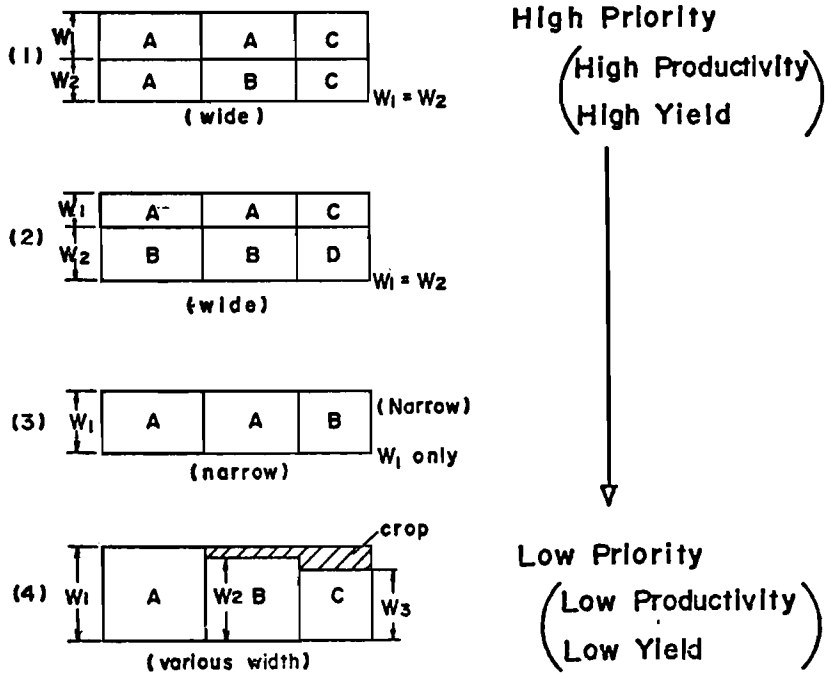 High Priority
(High Productivity
High Yield)
(1)
W
W2
A A C
A B C
W1 = W2
(wide)
(2)
W1
W2
A A C
B B D
W1 = W2
(wide)
(3)
W1
A A B
(Narrow)
W1 only
(narrow)
crop
(4)
W1
A
W2
B
C
W3
(various width)
Low Priority
(Low Productivity
Low Yield)